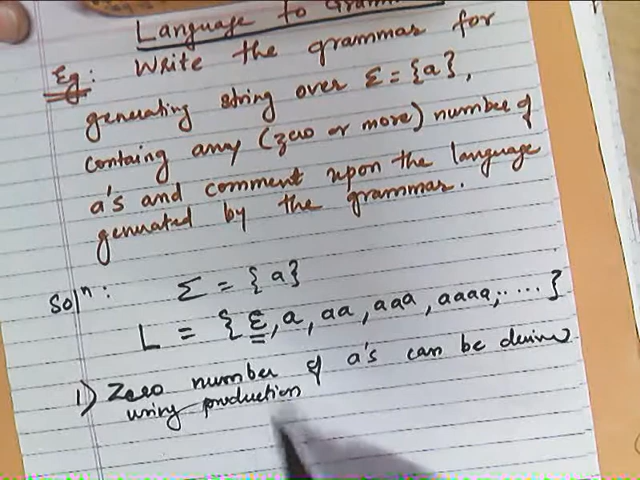 Language to Grammar
Eg: Write the grammar for
generating string over Σ = {a},
containg any (zero or more) number of
a's and comment upon the language
generated by the grammar.
Solⁿ: Σ = {a}
L = {ε, a, aa, aaa, aaaa, ....}
1) Zero number of a's can be derive
using production